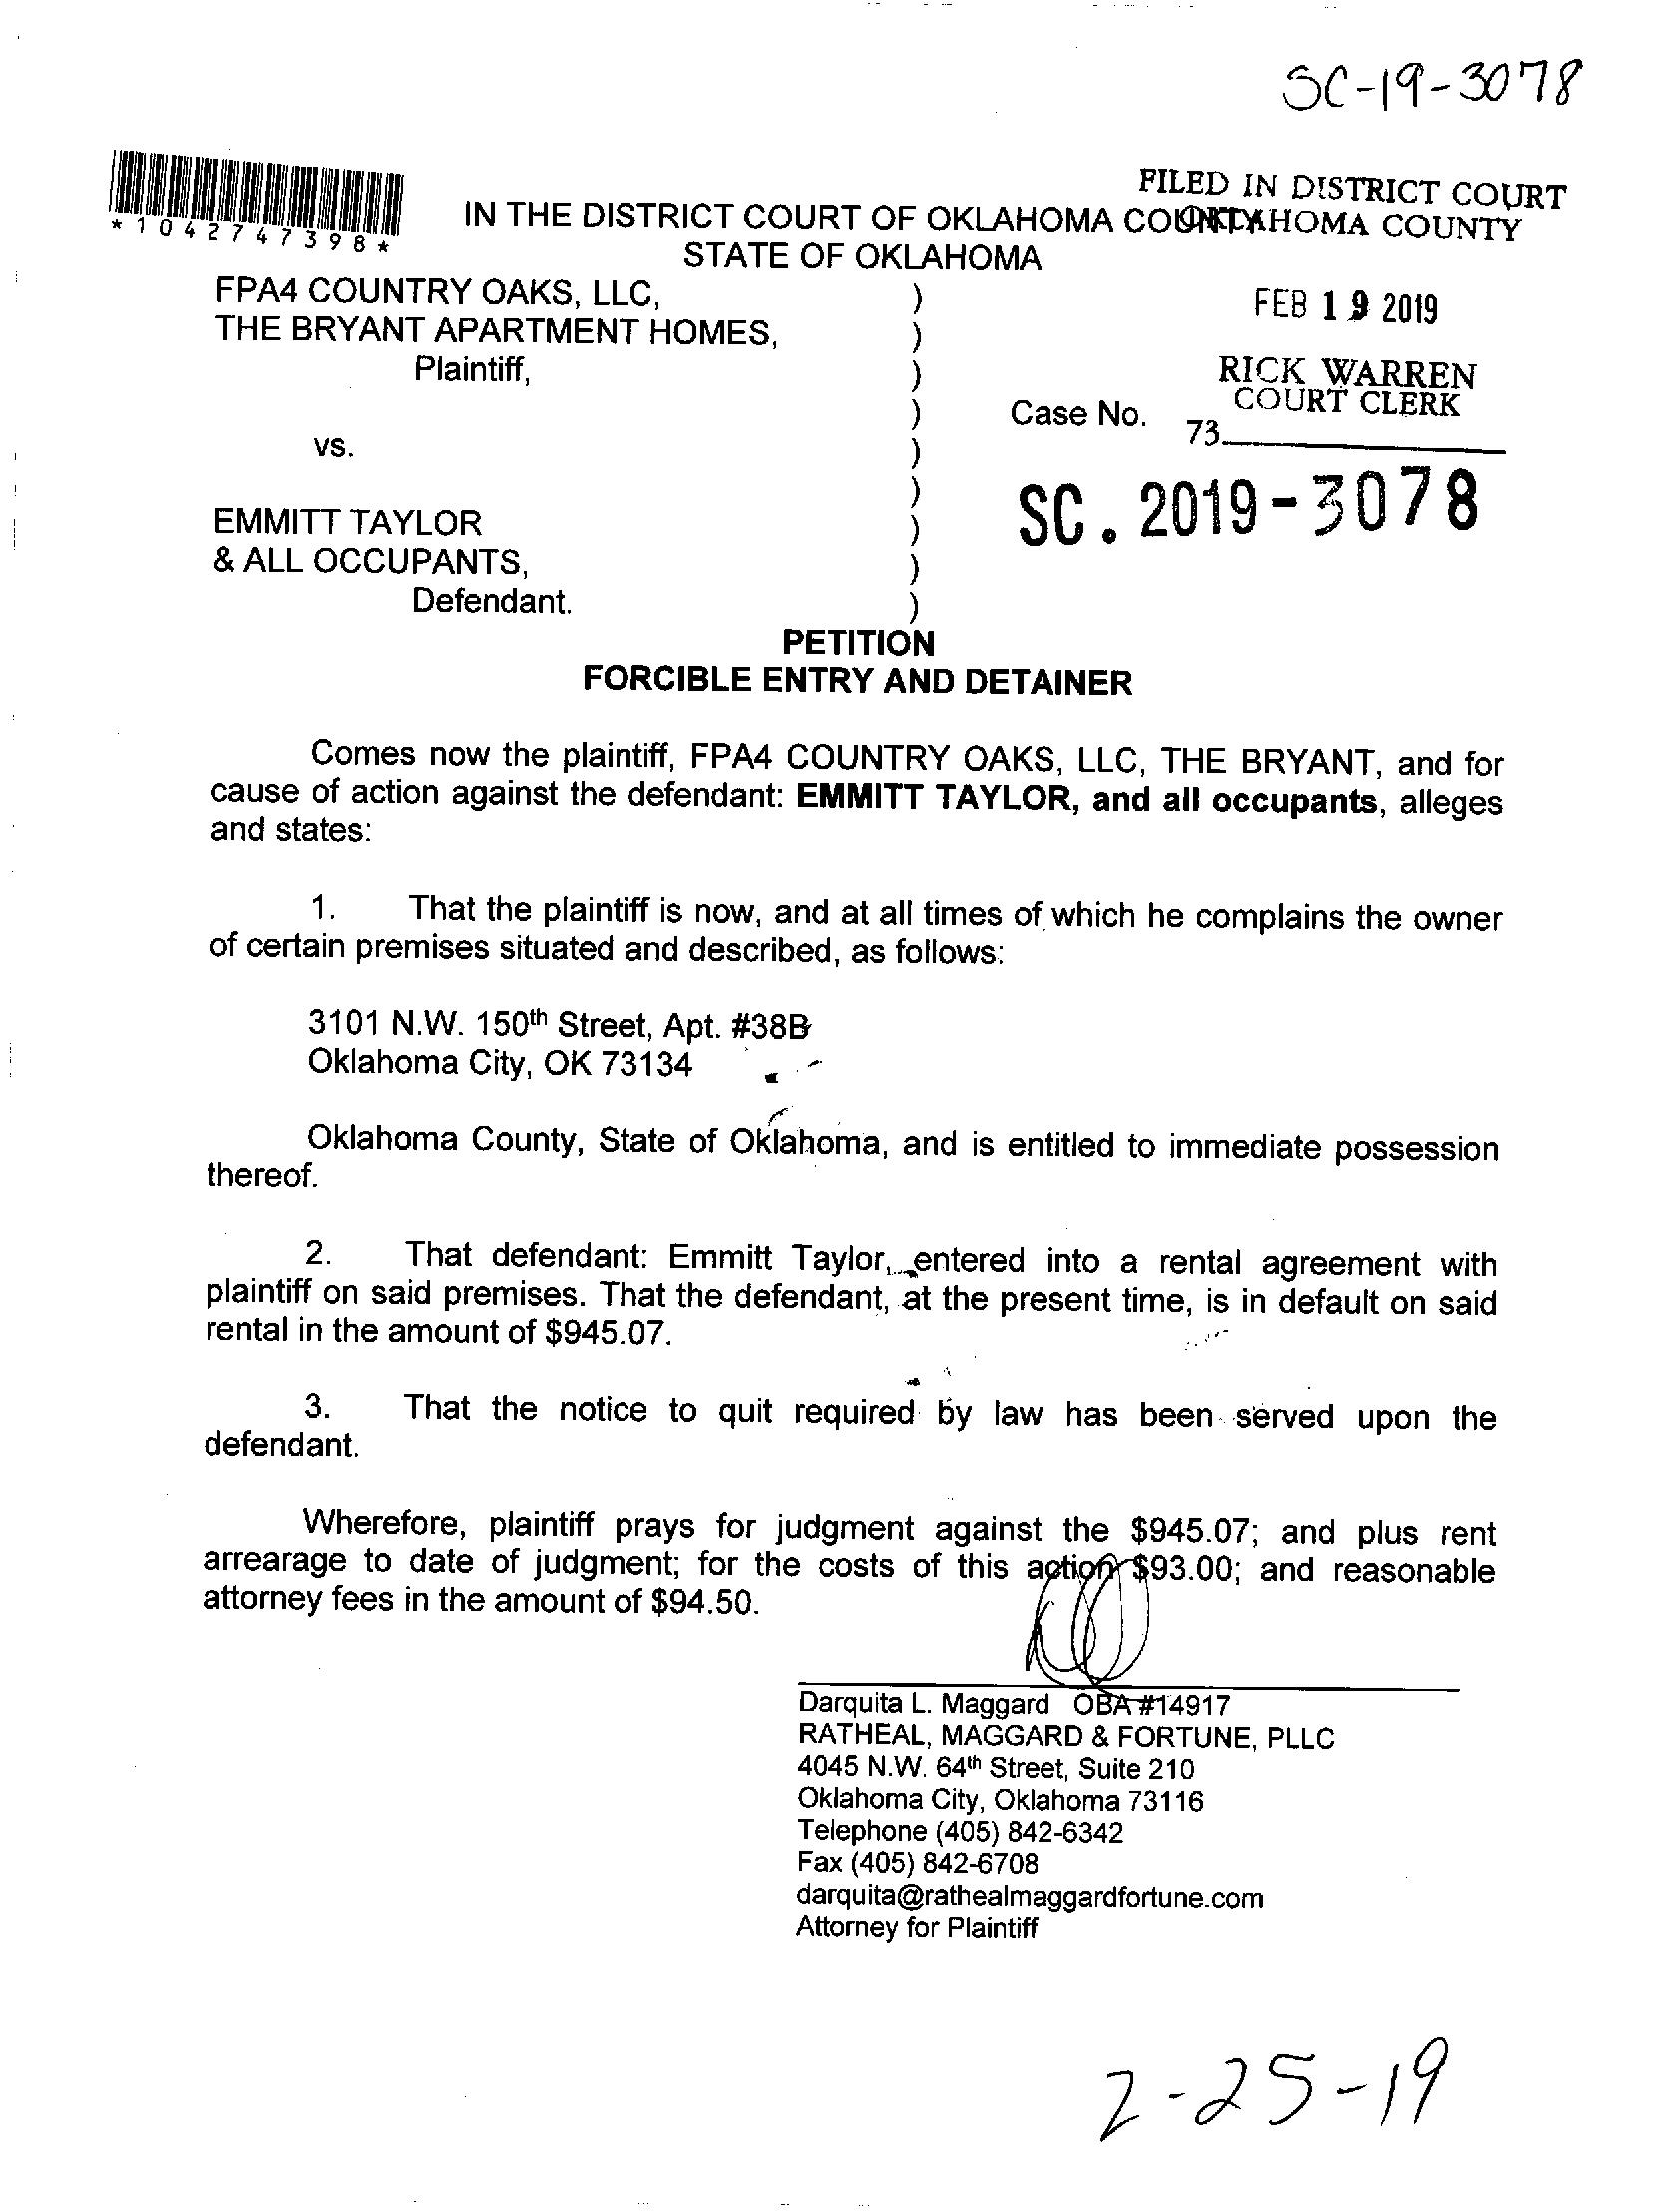 SC-19-3078
*1042747398*
FILED IN DISTRICT COURT
OKLAHOMA COUNTY
IN THE DISTRICT COURT OF OKLAHOMA COUNTY
STATE OF OKLAHOMA
FPA4 COUNTRY OAKS, LLC, )
THE BRYANT APARTMENT HOMES, )
Plaintiff, )
FEB 19 2019
RICK WARREN
COURT CLERK
) Case No. 73
vs. )
)
SC. 2019-3078
EMMITT TAYLOR )
& ALL OCCUPANTS, )
Defendant. )
PETITION
FORCIBLE ENTRY AND DETAINER
Comes now the plaintiff, FPA4 COUNTRY OAKS, LLC, THE BRYANT, and for
cause of action against the defendant: EMMITT TAYLOR, and all occupants, alleges
and states:
1. That the plaintiff is now, and at all times of which he complains the owner
of certain premises situated and described, as follows:
3101 N.W. 150th Street, Apt. #38B
Oklahoma City, OK 73134
Oklahoma County, State of Oklahoma, and is entitled to immediate possession
thereof.
2. That defendant: Emmitt Taylor, entered into a rental agreement with
plaintiff on said premises. That the defendant, at the present time, is in default on said
rental in the amount of $945.07.
3. That the notice to quit required by law has been served upon the
defendant.
Wherefore, plaintiff prays for judgment against the $945.07; and plus rent
arrearage to date of judgment; for the costs of this action $93.00; and reasonable
attorney fees in the amount of $94.50.
Darquita L. Maggard OBA #14917
RATHEAL, MAGGARD & FORTUNE, PLLC
4045 N.W. 64th Street, Suite 210
Oklahoma City, Oklahoma 73116
Telephone (405) 842-6342
Fax (405) 842-6708
darquita@rathealmaggardfortune.com
Attorney for Plaintiff
2-25-19